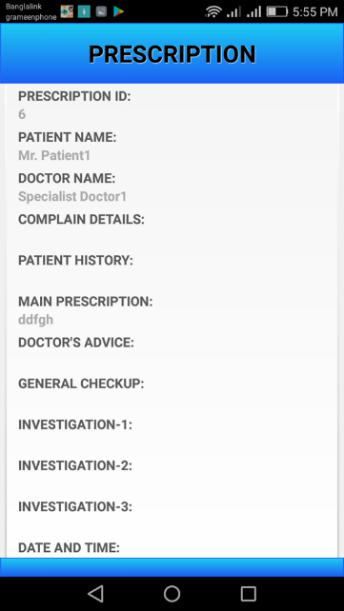 Banglalink
grameenphone
5:55 PM
PRESCRIPTION
PRESCRIPTION ID:
6
PATIENT NAME:
Mr. Patient1
DOCTOR NAME:
Specialist Doctor1
COMPLAIN DETAILS:
PATIENT HISTORY:
MAIN PRESCRIPTION:
ddfgh
DOCTOR'S ADVICE:
GENERAL CHECKUP:
INVESTIGATION-1:
INVESTIGATION-2:
INVESTIGATION-3:
DATE AND TIME: